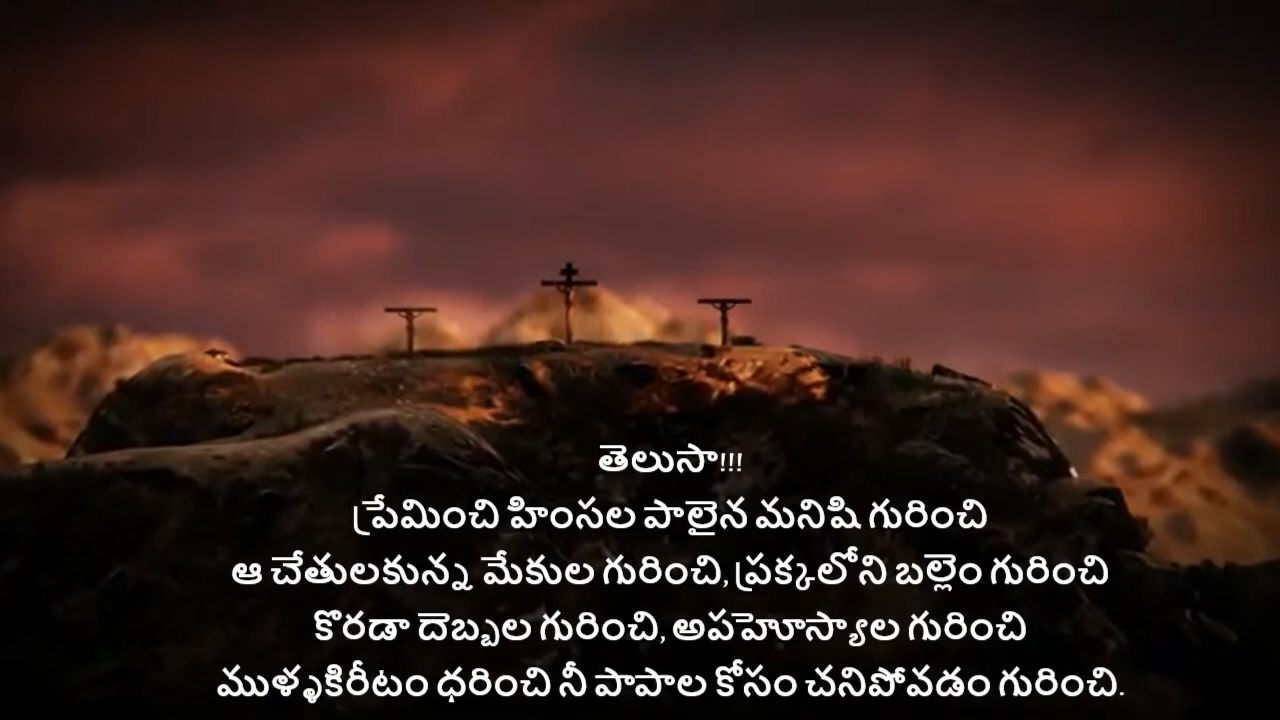 తెలుసా!!!
ప్రేమించి హింసల పాలైన మనిషి గురించి
ఆ చేతులకున్న మేకుల గురించి, ప్రక్కలోని బల్లెం గురించి
కొరడా దెబ్బల గురించి, అపహెూస్యాల గురించి
ముళ్ళకిరీటం ధరించి నీ పాపాల కోసం చనిపోవడం గురించి.